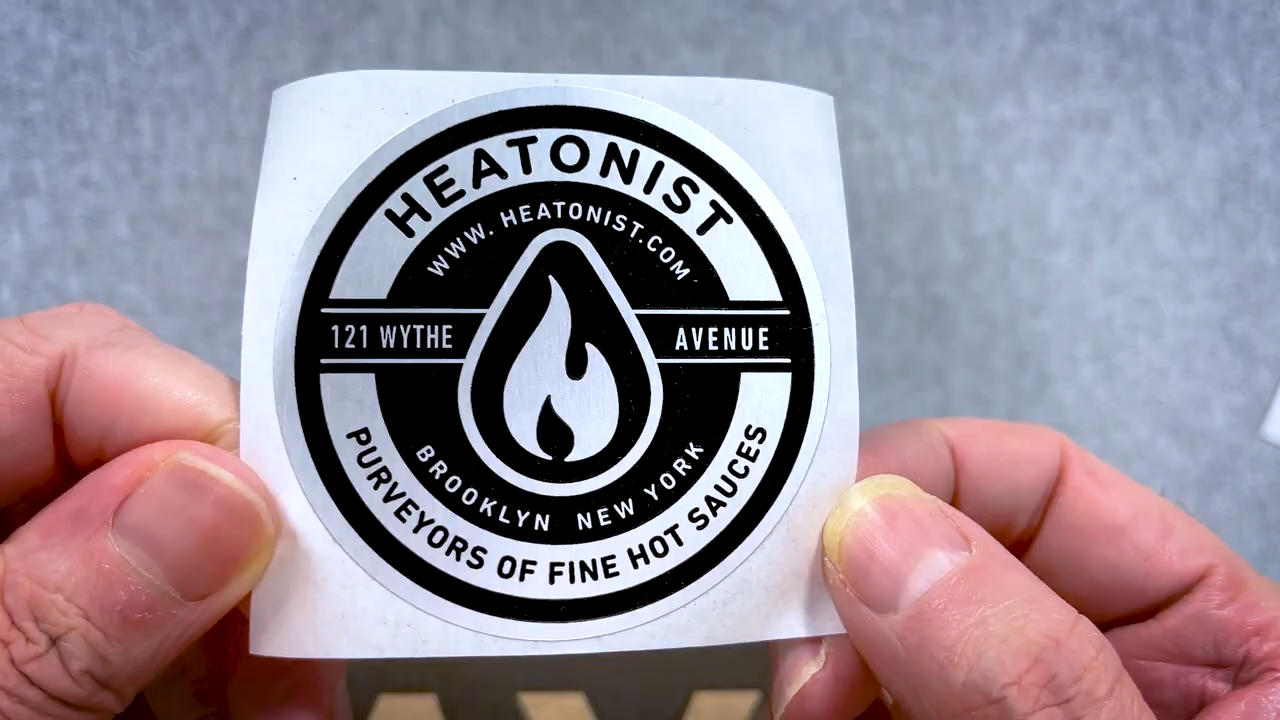 HEATONIST
WWW. HEATONIST.COM
121 WYTHE AVENUE
BROOKLYN NEW YORK
PURVEYORS OF FINE HOT SAUCES